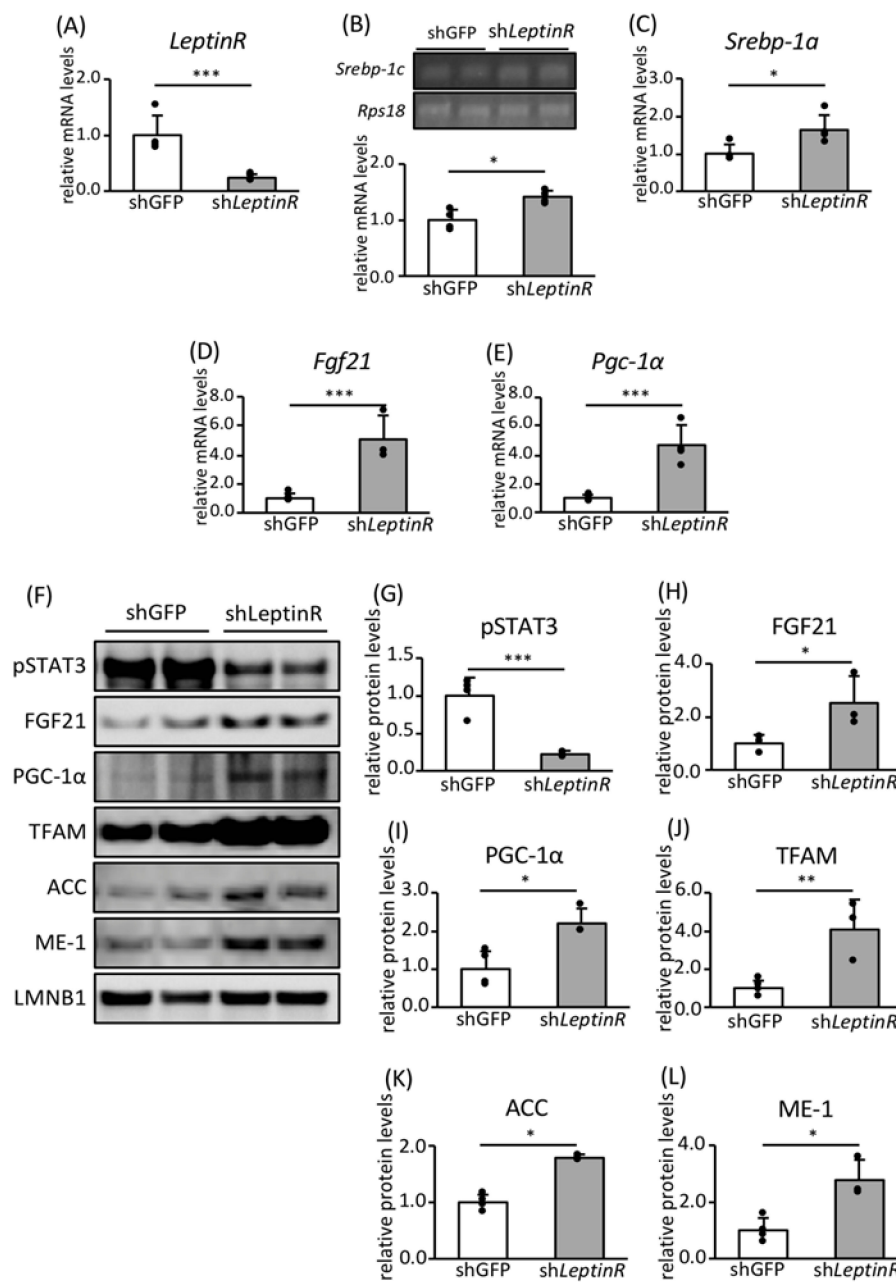 (A)
LeptinR
***
relative mRNA levels
2.0
1.0
0.0
shGFP
shLeptinR
(B)
shGFP
shLeptinR
Srebp-1c
Rps18
*
relative mRNA levels
2.0
1.0
0.0
shGFP
shLeptinR
(C)
Srebp-1a
*
relative mRNA levels
3.0
2.0
1.0
0.0
shGFP
shLeptinR
(D)
Fgf21
***
relative mRNA levels
8.0
6.0
4.0
2.0
0.0
shGFP
shLeptinR
(E)
Pgc-1α
***
relative mRNA levels
8.0
6.0
4.0
2.0
0.0
shGFP
shLeptinR
(F)
shGFP
shLeptinR
pSTAT3
FGF21
PGC-1α
TFAM
ACC
ME-1
LMNB1
(G)
pSTAT3
***
relative protein levels
1.5
1.0
0.5
0.0
shGFP
shLeptinR
(H)
FGF21
*
relative protein levels
4.0
2.0
0.0
shGFP
shLeptinR
(I)
PGC-1α
*
relative protein levels
3.0
2.0
1.0
0.0
shGFP
shLeptinR
(J)
TFAM
**
relative protein levels
6.0
4.0
2.0
0.0
shGFP
shLeptinR
(K)
ACC
*
relative protein levels
2.0
1.0
0.0
shGFP
shLeptinR
(L)
ME-1
*
relative protein levels
4.0
2.0
0.0
shGFP
shLeptinR